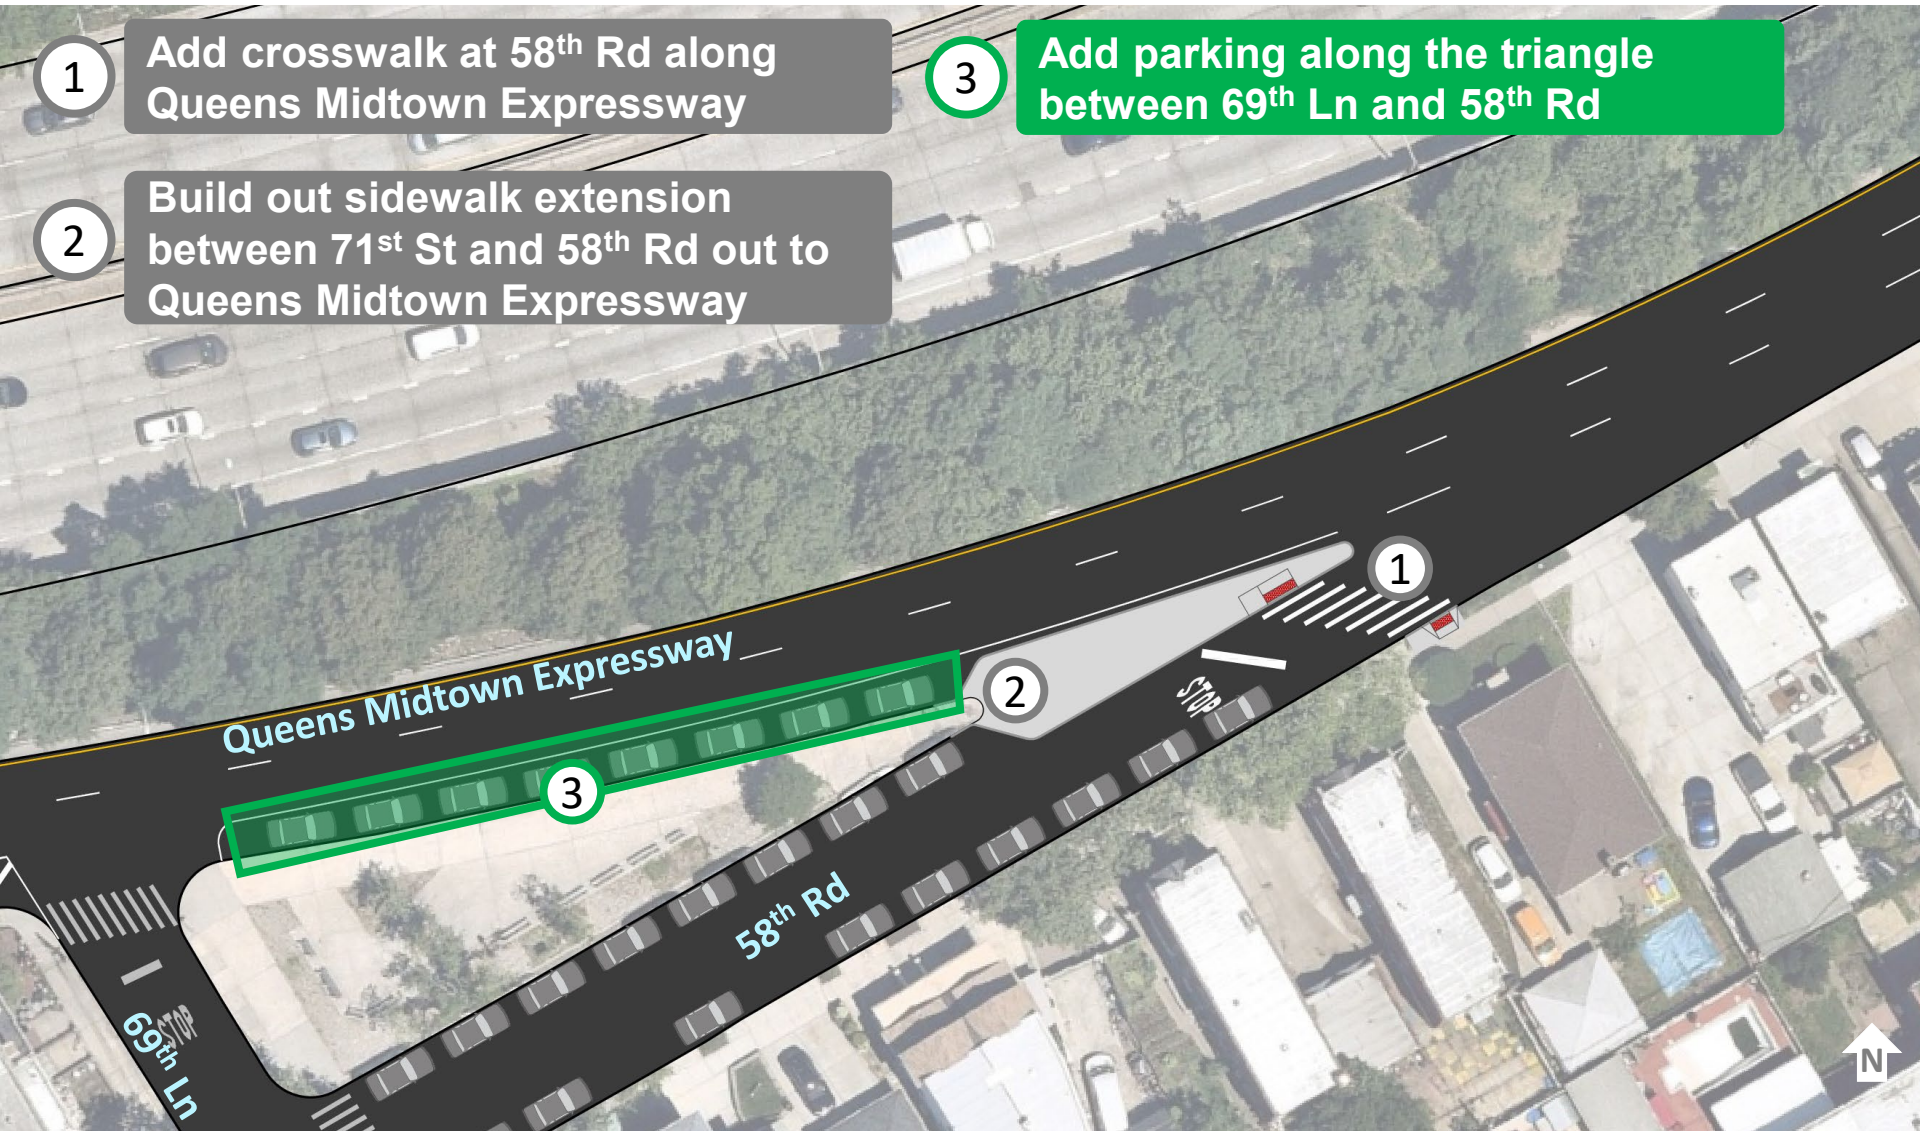 1
Add crosswalk at 58th Rd along
Queens Midtown Expressway
2
Build out sidewalk extension
between 71st St and 58th Rd out to
Queens Midtown Expressway
3
Add parking along the triangle
between 69th Ln and 58th Rd
1
Queens Midtown Expressway
2
STOP
3
58th Rd
69th Ln
STOP
N